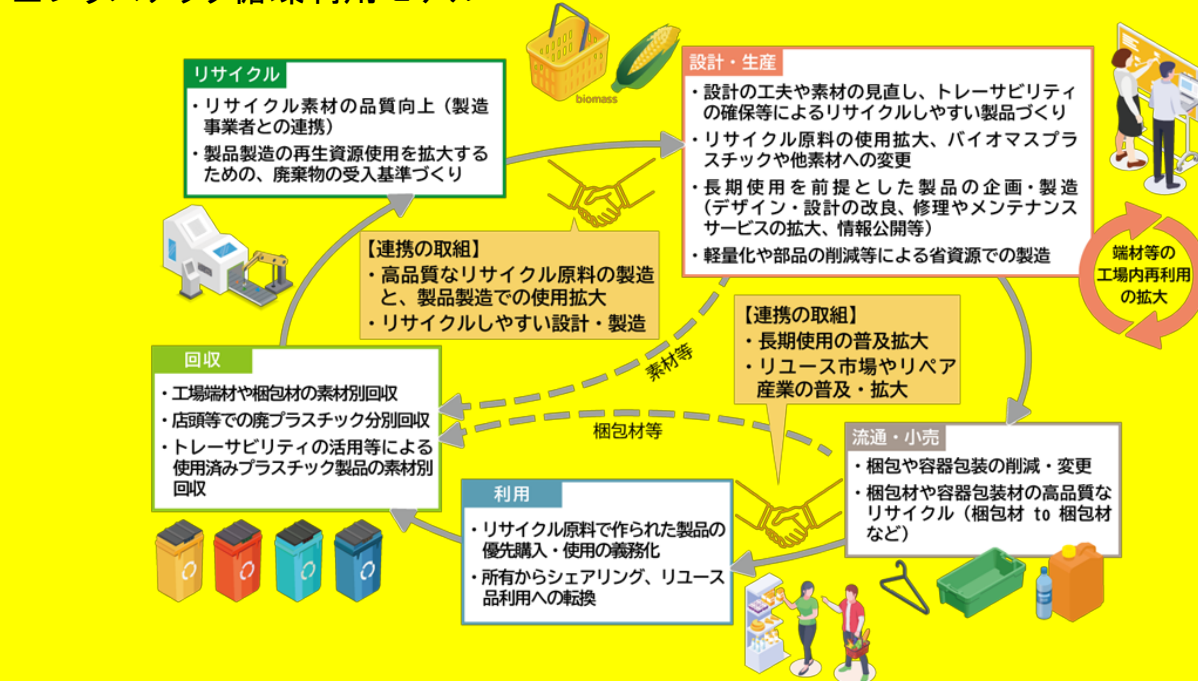 リサイクル
・リサイクル素材の品質向上（製造
事業者との連携）
・製品製造の再生資源使用を拡大する
ための、廃棄物の受入基準づくり
biomass
設計・生産
・設計の工夫や素材の見直し、トレーサビリティ
の確保等によるリサイクルしやすい製品づくり
・リサイクル原料の使用拡大、バイオマスプラ
スチックや他素材への変更
・長期使用を前提とした製品の企画・製造
（デザイン・設計の改良、修理やメンテナンス
サービスの拡大、情報公開等）
・軽量化や部品の削減等による省資源での製造
端材等の
工場内再利用
の拡大
【連携の取組】
・高品質なリサイクル原料の製造
と、製品製造での使用拡大
・リサイクルしやすい設計・製造
【連携の取組】
・長期使用の普及拡大
・リユース市場やリペア
産業の普及・拡大
素材等
梱包材等
回収
・工場端材や梱包材の素材別回収
・店頭等での廃プラスチック分別回収
・トレーサビリティの活用等による
使用済みプラスチック製品の素材別
回収
流通・小売
・梱包や容器包装の削減・変更
・梱包材や容器包装材の高品質な
リサイクル（梱包材 to 梱包材
など）
利用
・リサイクル原料で作られた製品の
優先購入・使用の義務化
・所有からシェアリング、リユース
品利用への転換